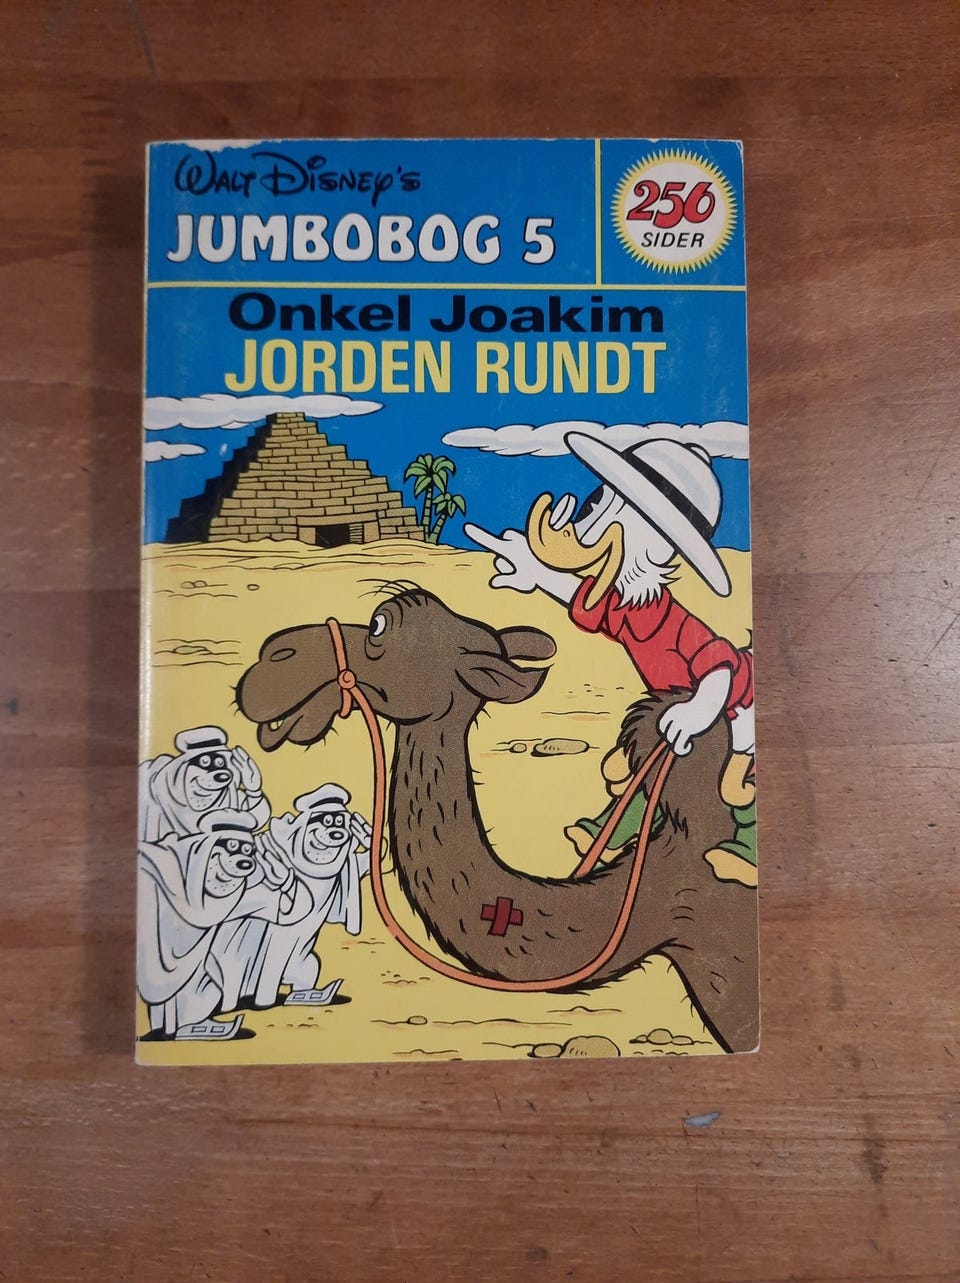 WALT DISNEY'S
JUMBOBOG 5
256
SIDER
Onkel Joakim
JORDEN RUNDT